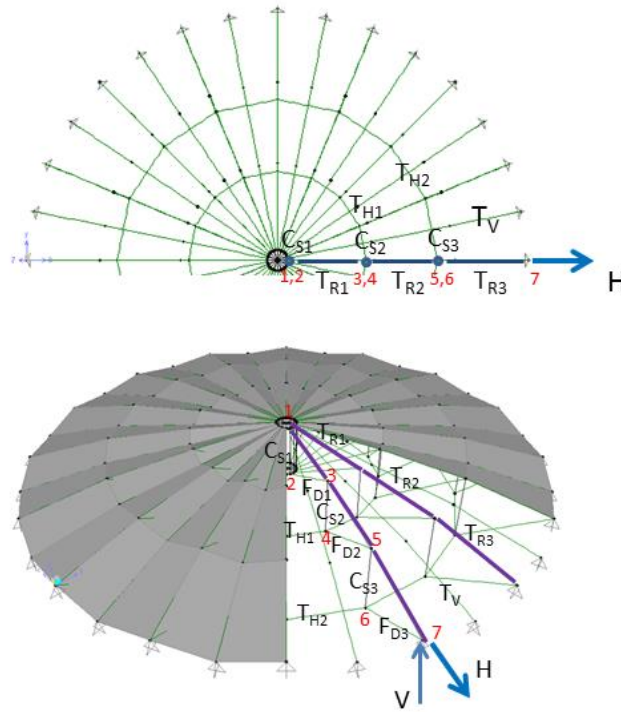 T_H2
T_H1
T_V
C_S1 C_S2 C_S3
1,2 3,4 5,6 7 H
T_R1 T_R2 T_R3
1
T_R1
C_S1
T_R2
2 F_D1 3
C_S2
T_R3
T_H1 4 F_D2 5
C_S3
T_V
T_H2 6
F_D3 7
H
V